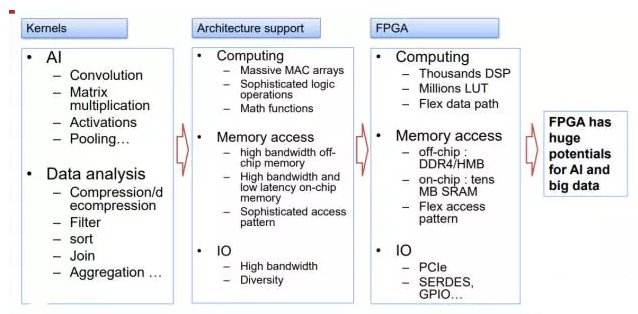 Kernels
• AI
– Convolution
– Matrix
multiplication
– Activations
– Pooling…
• Data analysis
– Compression/d
ecompression
– Filter
– sort
– Join
– Aggregation …
Architecture support
• Computing
– Massive MAC arrays
– Sophisticated logic
operations
– Math functions
• Memory access
– high bandwidth off-
chip memory
– High bandwidth and
low latency on-chip
memory
– Sophisticated access
pattern
• IO
– High bandwidth
– Diversity
FPGA
• Computing
– Thousands DSP
– Millions LUT
– Flex data path
• Memory access
– off-chip :
DDR4/HMB
– on-chip : tens
MB SRAM
– Flex access
pattern
• IO
– PCIe
– SERDES,
GPIO…
FPGA has
huge
potentials
for AI and
big data